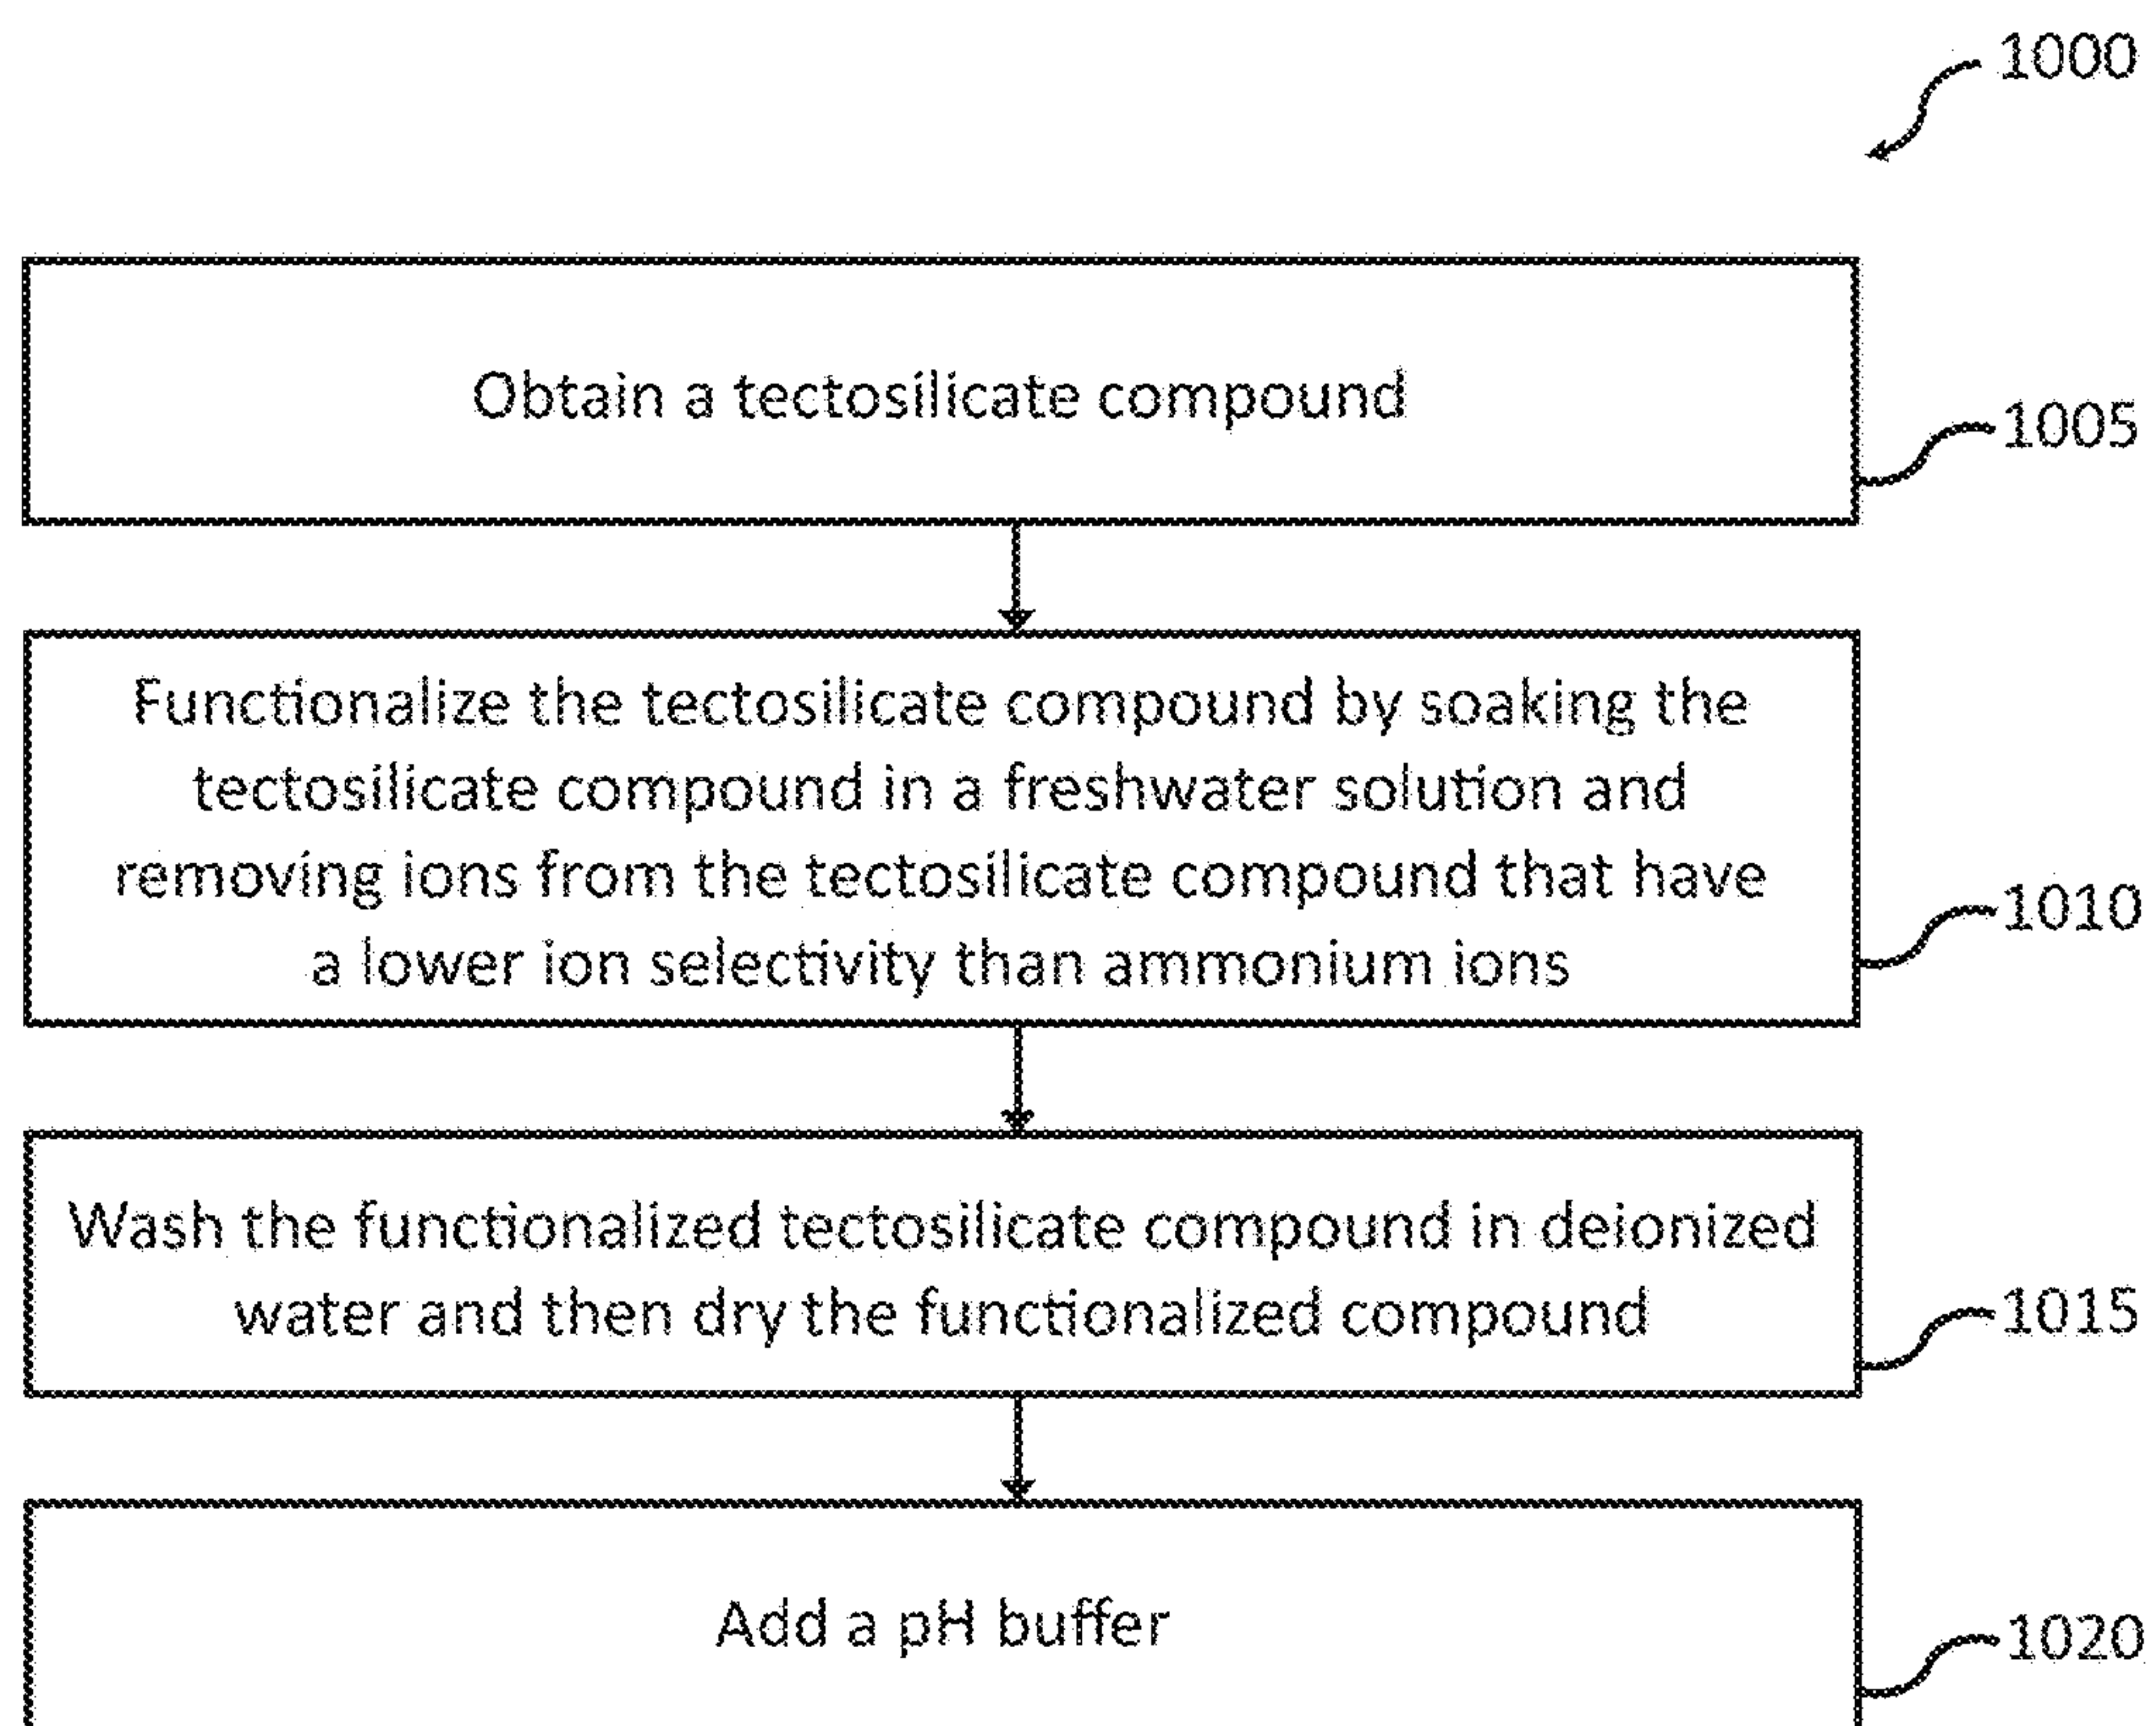 1000
Obtain a tectosilicate compound
1005
Functionalize the tectosilicate compound by soaking the
tectosilicate compound in a freshwater solution and
removing ions from the tectosilicate compound that have
a lower ion selectivity than ammonium ions
1010
Wash the functionalized tectosilicate compound in deionized
water and then dry the functionalized compound
1015
Add a pH buffer
1020